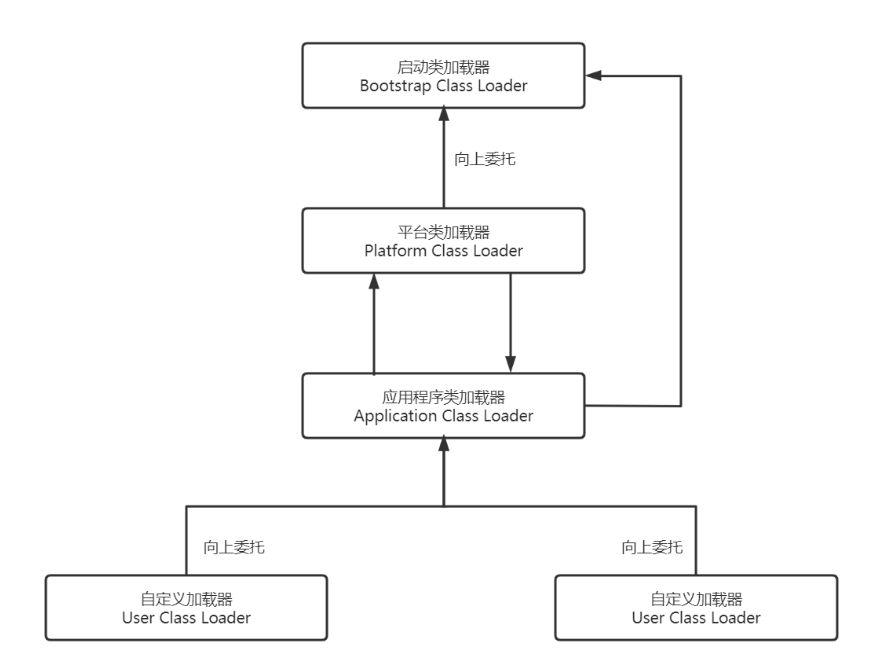 启动类加载器
Bootstrap Class Loader
向上委托
平台类加载器
Platform Class Loader
应用程序类加载器
Application Class Loader
向上委托
向上委托
自定义加载器
User Class Loader
自定义加载器
User Class Loader